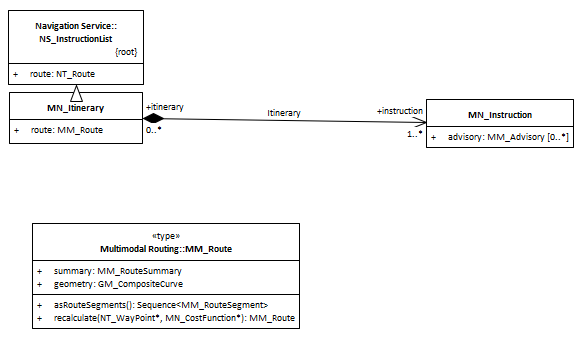 Navigation Service::
NS_InstructionList
{root}
+ route: NT_Route
MN_Itinerary
+ route: MM_Route
+itinerary
0..*
Itinerary
+instruction
1..*
MN_Instruction
+ advisory: MM_Advisory [0..*]
«type»
Multimodal Routing::MM_Route
+ summary: MM_RouteSummary
+ geometry: GM_CompositeCurve
+ asRouteSegments(): Sequence<MM_RouteSegment>
+ recalculate(NT_WayPoint*, MN_CostFunction*): MM_Route